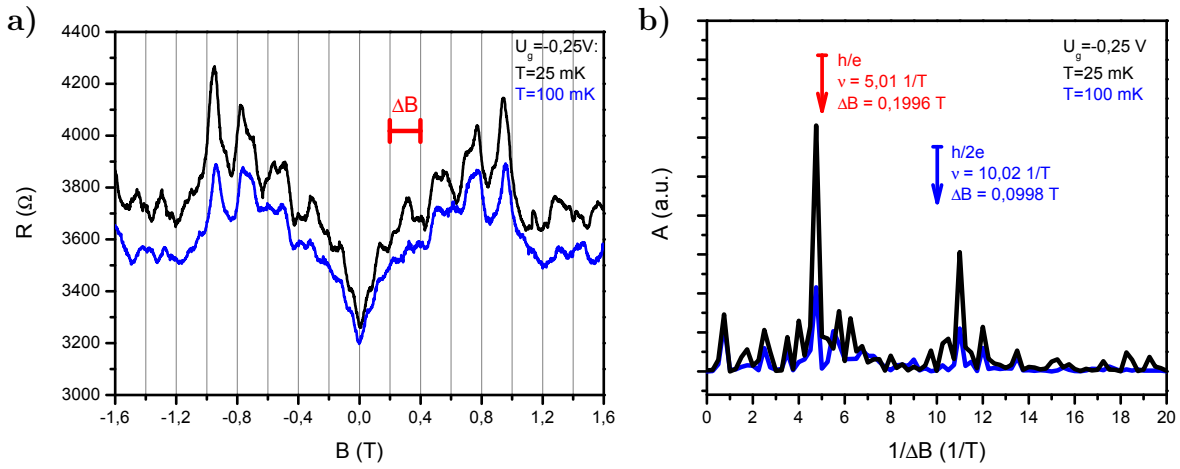 a)
R (Ω)
4400
4200
4000
3800
3600
3400
3200
3000
U_g=-0,25V:
T=25 mK
T=100 mK
ΔB
-1,6 -1,2 -0,8 -0,4 0,0 0,4 0,8 1,2 1,6
B (T)
b)
A (a.u.)
h/e
ν = 5,01 1/T
ΔB = 0,1996 T
h/2e
ν = 10,02 1/T
ΔB = 0,0998 T
U_g=-0,25 V
T=25 mK
T=100 mK
0 2 4 6 8 10 12 14 16 18 20
1/ΔB (1/T)